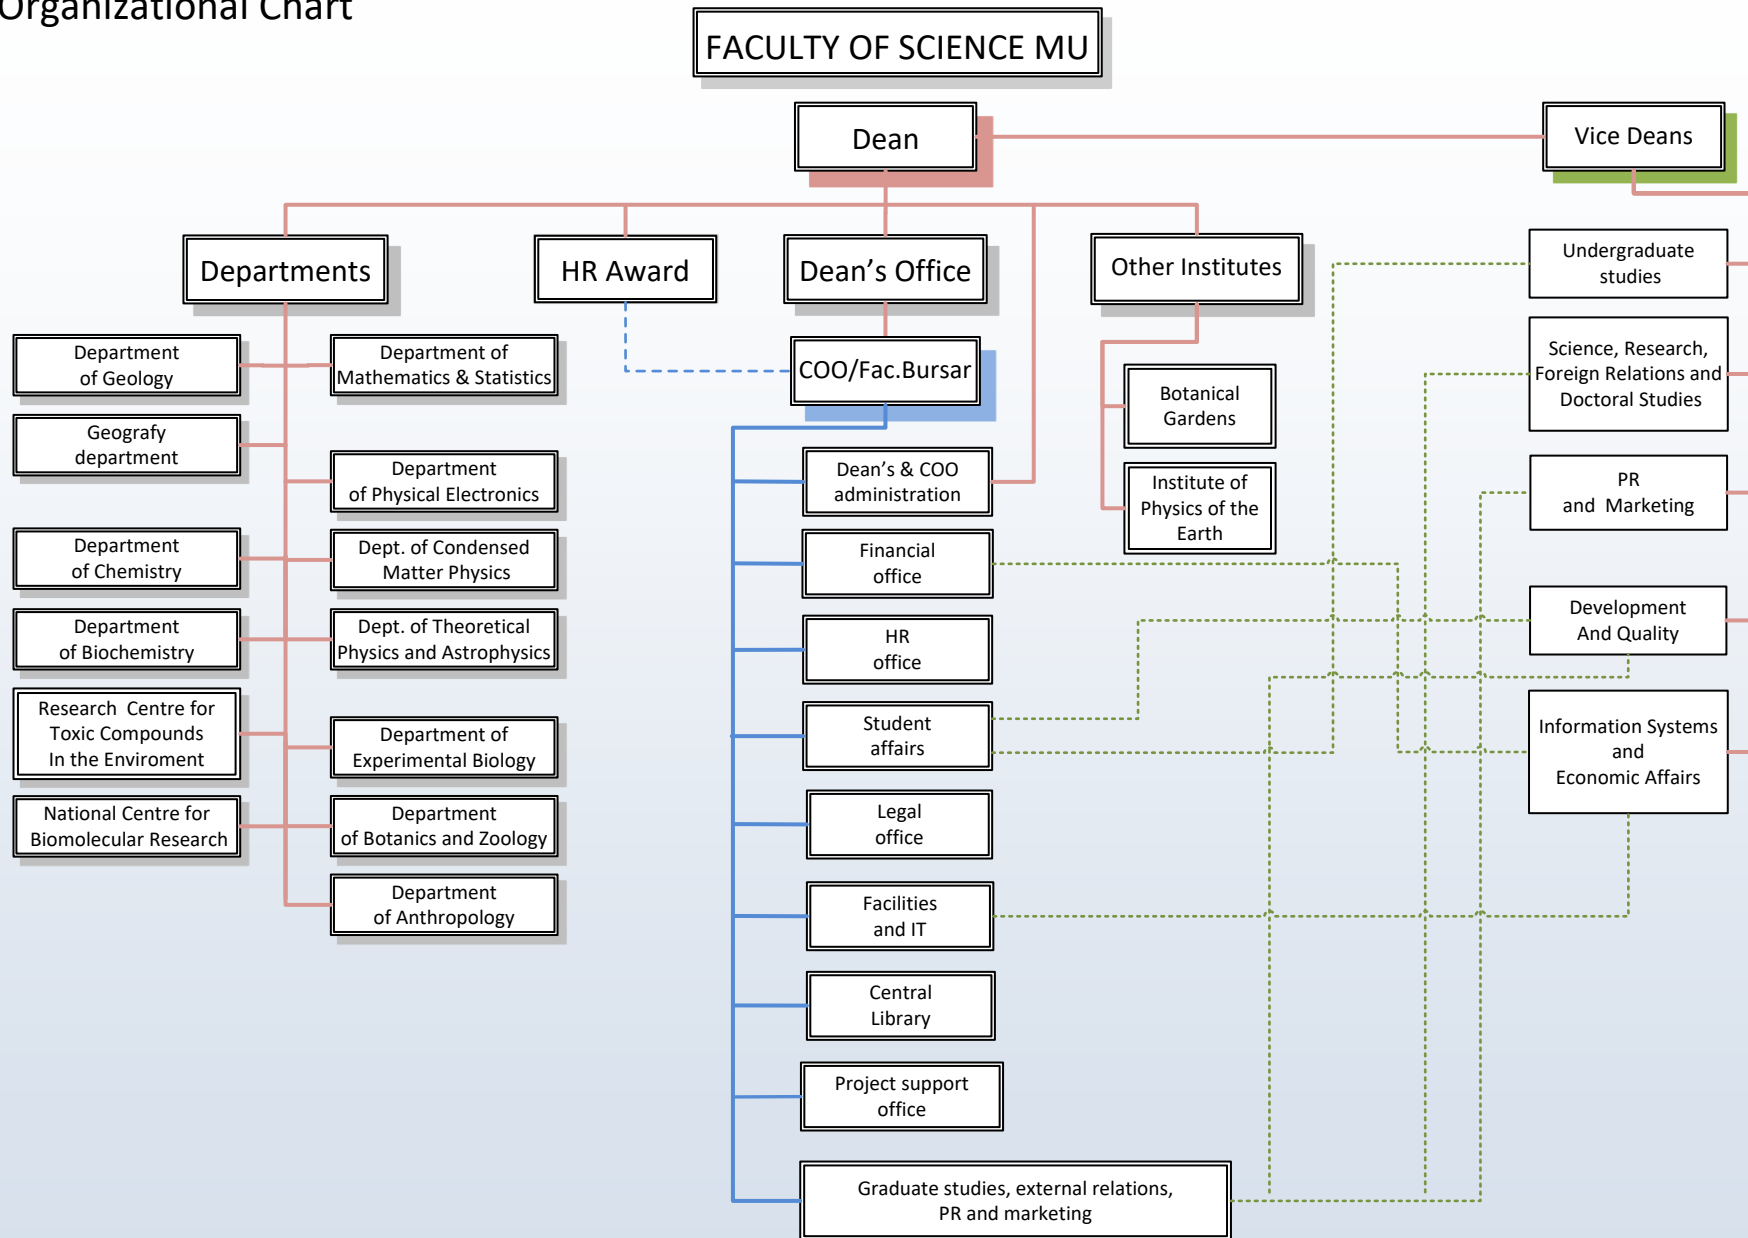 Organizational Chart
FACULTY OF SCIENCE MU
Dean
Vice Deans
Departments
HR Award
Dean’s Office
Other Institutes
COO/Fac.Bursar
Department
of Geology
Department of
Mathematics & Statistics
Geografy
department
Department
of Physical Electronics
Department
of Chemistry
Dept. of Condensed
Matter Physics
Department
of Biochemistry
Dept. of Theoretical
Physics and Astrophysics
Research Centre for
Toxic Compounds
In the Enviroment
Department of
Experimental Biology
National Centre for
Biomolecular Research
Department
of Botanics and Zoology
Department
of Anthropology
Dean’s & COO
administration
Financial
office
HR
office
Student
affairs
Legal
office
Facilities
and IT
Central
Library
Project support
office
Graduate studies, external relations,
PR and marketing
Botanical
Gardens
Institute of
Physics of the
Earth
Undergraduate
studies
Science, Research,
Foreign Relations and
Doctoral Studies
PR
and Marketing
Development
And Quality
Information Systems
and
Economic Affairs